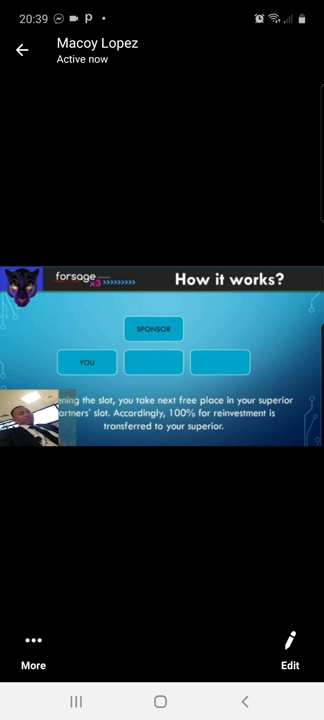 20:39
Macoy Lopez
Active now
forsage
x3 >>>>>>>>>
How it works?
SPONSOR
YOU
ening the slot, you take next free place in your superior
artners' slot. Accordingly, 100% for reinvestment is
transferred to your superior.
More
Edit